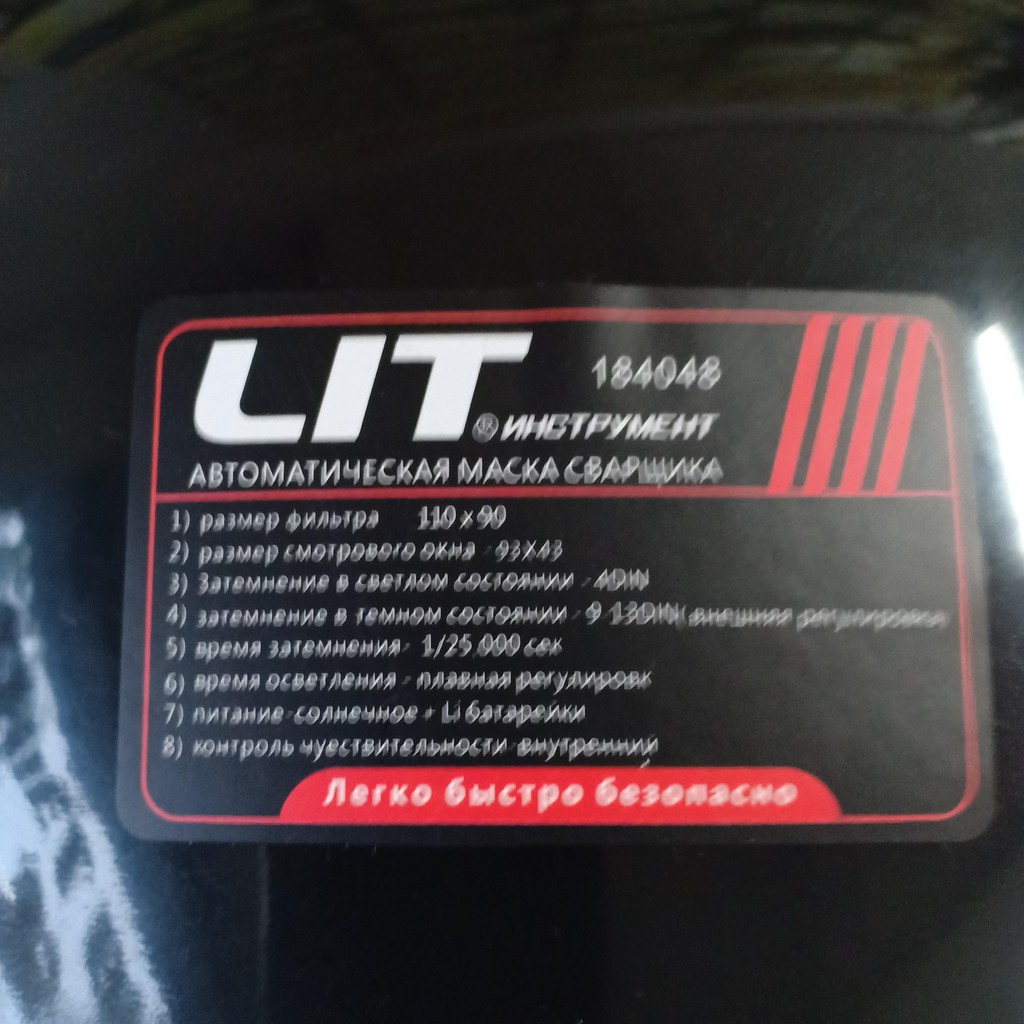 LIT 184048
® ИНСТРУМЕНТ
АВТОМАТИЧЕСКАЯ МАСКА СВАРЩИКА
1) размер фильтра 110 х 90
2) размер смотрового окна - 93Х43
3) Затемнение в светлом состоянии - 4DIN
4) затемнение в темном состоянии - 9 13DIN( внешняя регулировка
5) время затемнения- 1/25 000 сек
6) время осветления - плавная регулировк
7) питание-солнечное + Li батарейки
8) контроль чуествительности внутренний
Легко быстро безопасно